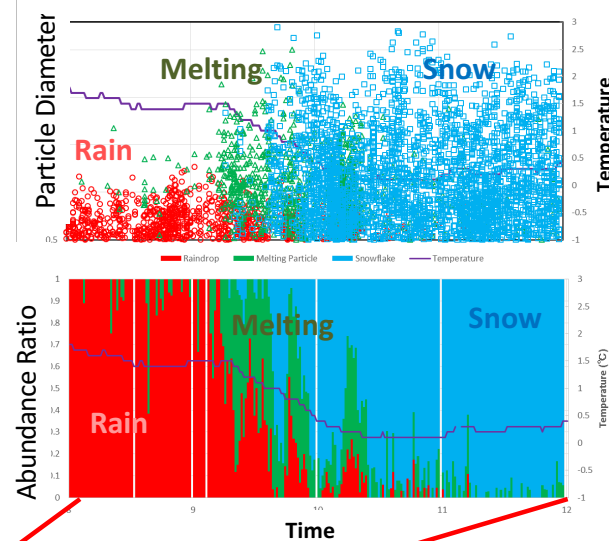 Particle Diameter
Melting
Snow
Rain
0.5
3
2.5
2
1.5
1
0.5
0
-0.5
-1
Temperature
Raindrop Melting Particle Snowflake Temperature
Abundance Ratio
1
0.9
0.8
0.7
0.6
0.5
0.4
0.3
0.2
0.1
0
Melting
Snow
Rain
3
2.5
2
1.5
1
0.5
0
-0.5
-1
Temperature (℃)
9 10 11 12
Time